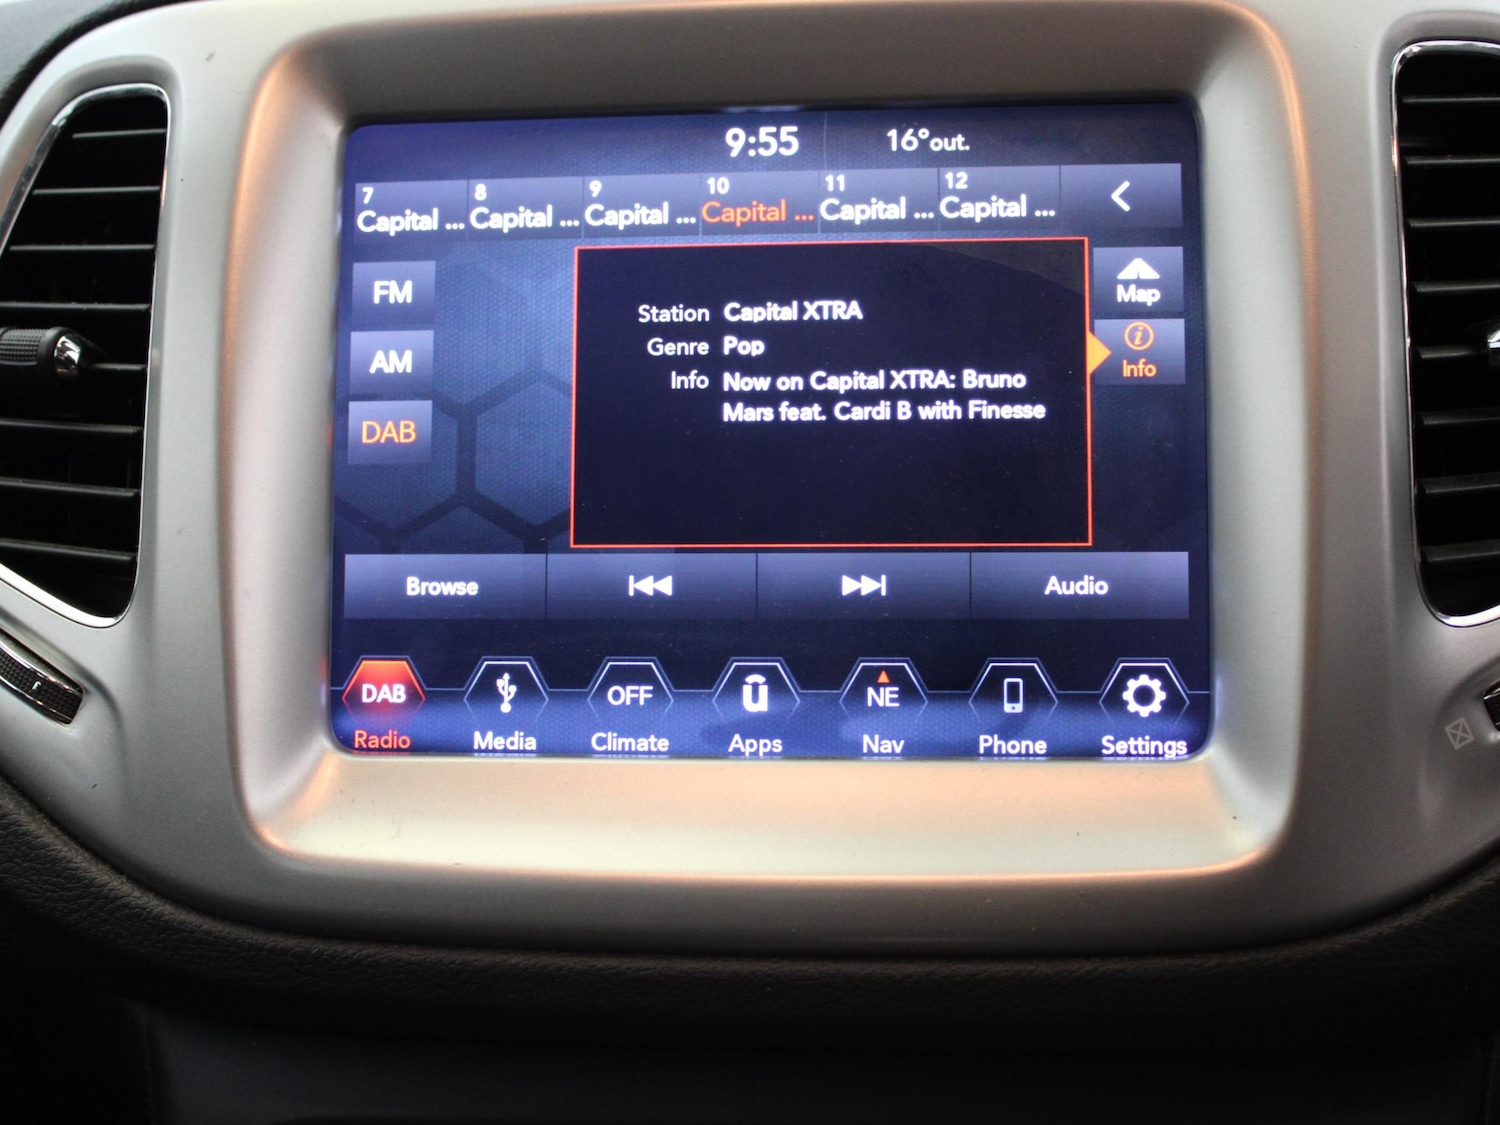 9:55 16°out.
7 8 9 10 11 12
Capital ... Capital ... Capital ... Capital ... Capital ... Capital ...
FM
AM
DAB
Station Capital XTRA
Genre Pop
Info Now on Capital XTRA: Bruno
Mars feat. Cardi B with Finesse
Map
Info
Browse Audio
DAB OFF NE
Radio Media Climate Apps Nav Phone Settings